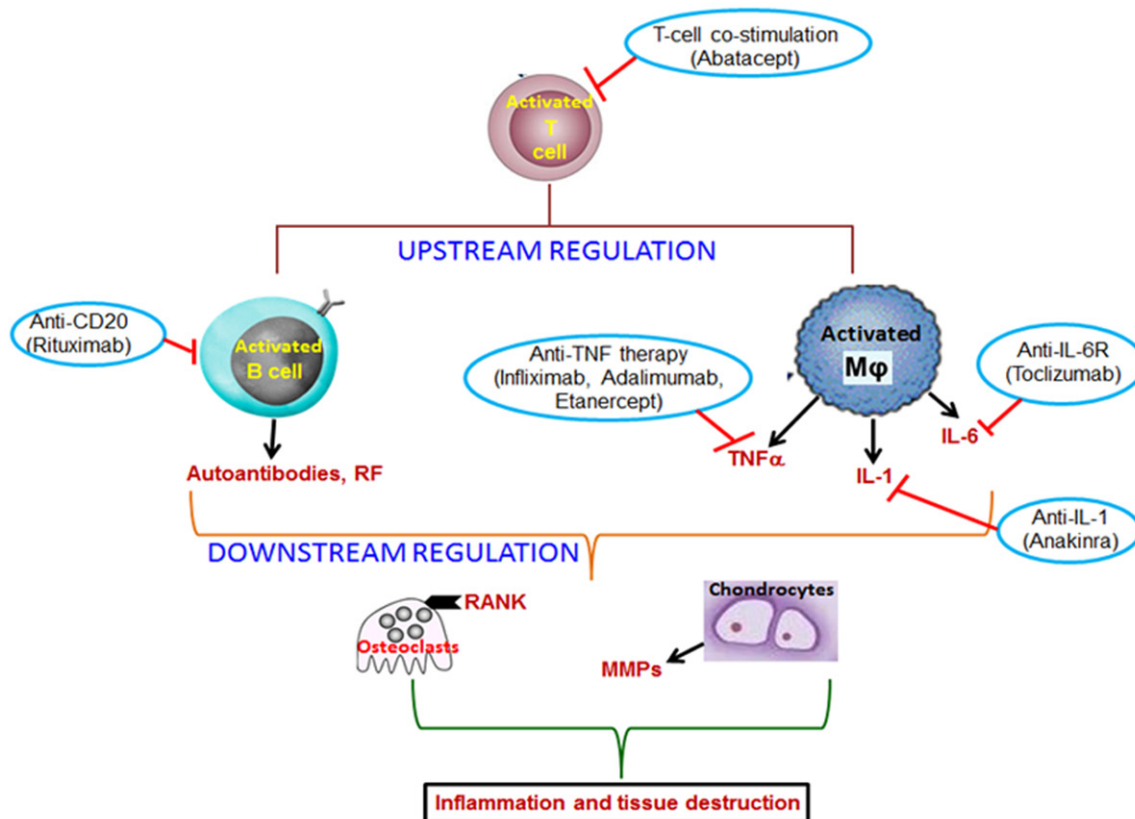 T-cell co-stimulation
(Abatacept)
Activated
T
cell
UPSTREAM REGULATION
Anti-CD20
(Rituximab)
Activated
B cell
Anti-TNF therapy
(Infliximab, Adalimumab,
Etanercept)
Activated
Mφ
Anti-IL-6R
(Toclizumab)
IL-6
TNFα
IL-1
Autoantibodies, RF
Anti-IL-1
(Anakinra)
DOWNSTREAM REGULATION
RANK
Osteoclasts
Chondrocytes
MMPs
Inflammation and tissue destruction